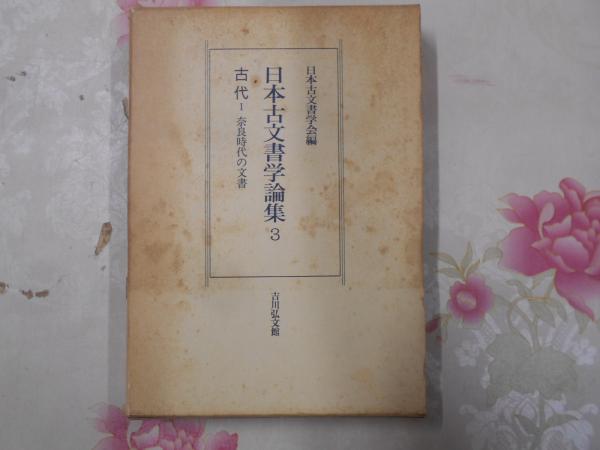 日本古文書学会編
日本古文書学論集 3
古代 I 奈良時代の文書
吉川弘文館